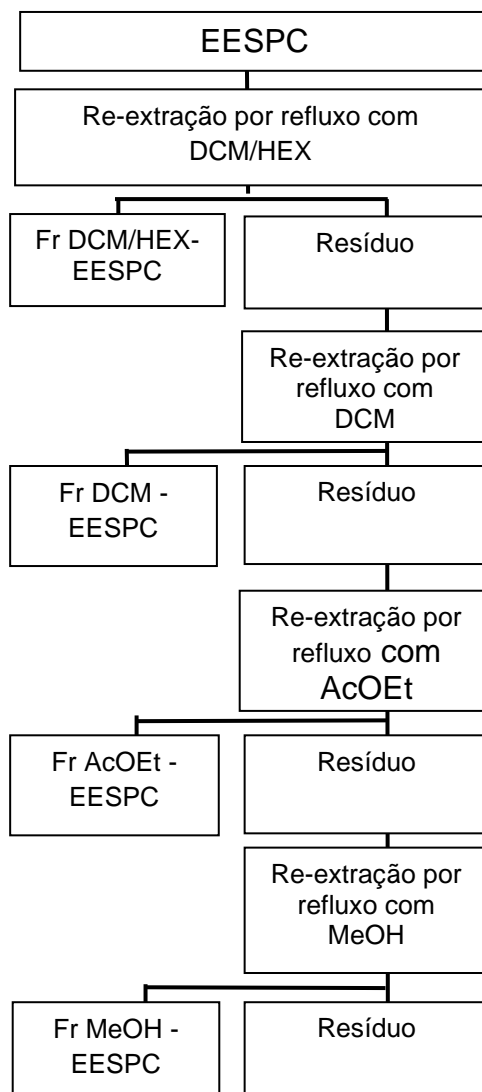 EESPC
Re-extração por refluxo com
DCM/HEX
Fr DCM/HEX-
EESPC
Resíduo
Re-extração por
refluxo com
DCM
Fr DCM -
EESPC
Resíduo
Re-extração por
refluxo com
AcOEt
Fr AcOEt -
EESPC
Resíduo
Re-extração por
refluxo com
MeOH
Fr MeOH -
EESPC
Resíduo